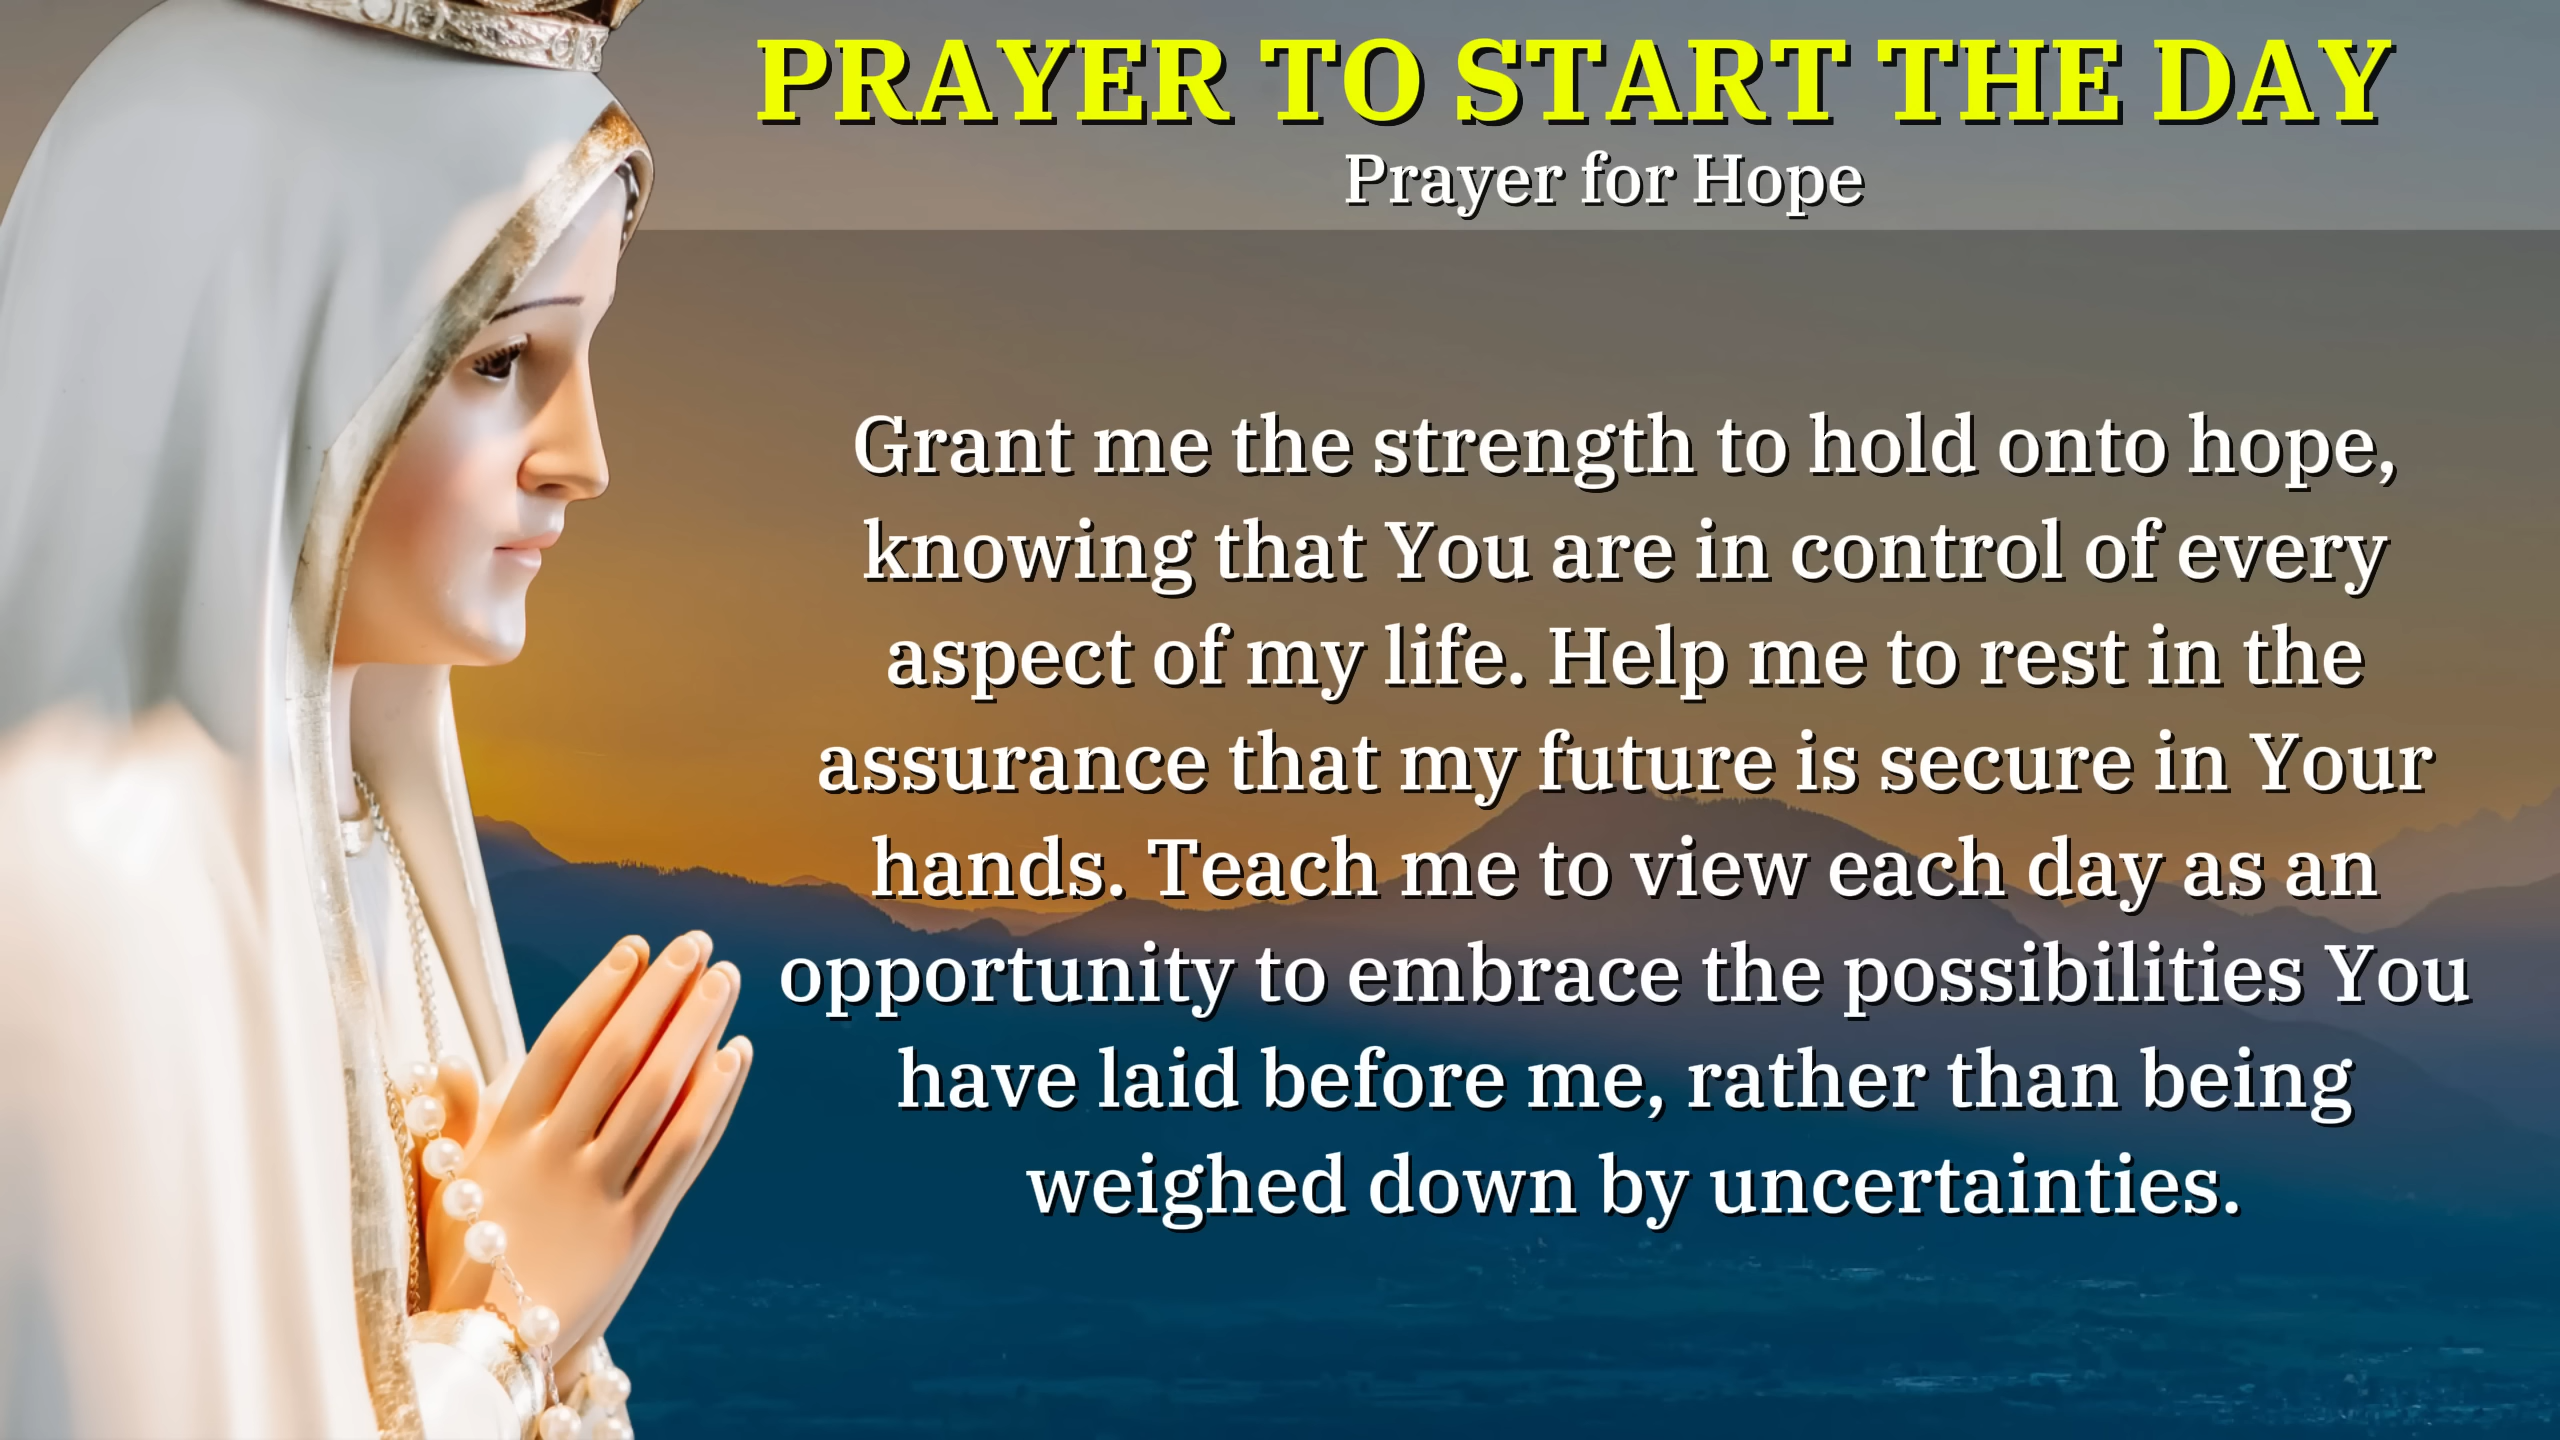 PRAYER TO START THE DAY
Prayer for Hope
Grant me the strength to hold onto hope,
knowing that You are in control of every
aspect of my life. Help me to rest in the
assurance that my future is secure in Your
hands. Teach me to view each day as an
opportunity to embrace the possibilities You
have laid before me, rather than being
weighed down by uncertainties.